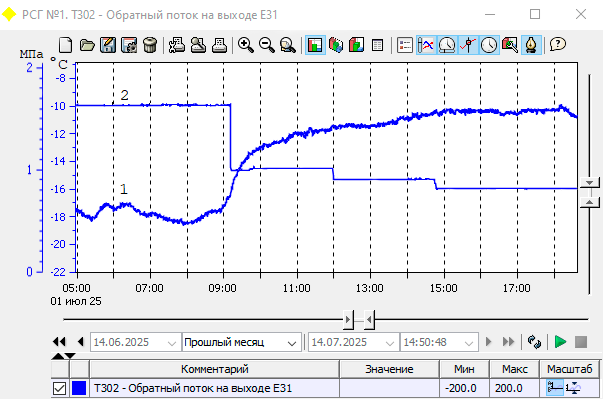 РСГ №1. Т302 - Обратный поток на выходе Е31
МПа
°C
2
1
0
-8
-10
-12
-14
-16
-18
-20
-22
2
1
05:00 07:00 09:00 11:00 13:00 15:00 17:00
01 июл 25
14.06.2025 Прошлый месяц 14.07.2025 14:50:48
Комментарий Значение Мин Макс Масштаб
Т302 - Обратный поток на выходе Е31 -200.0 200.0